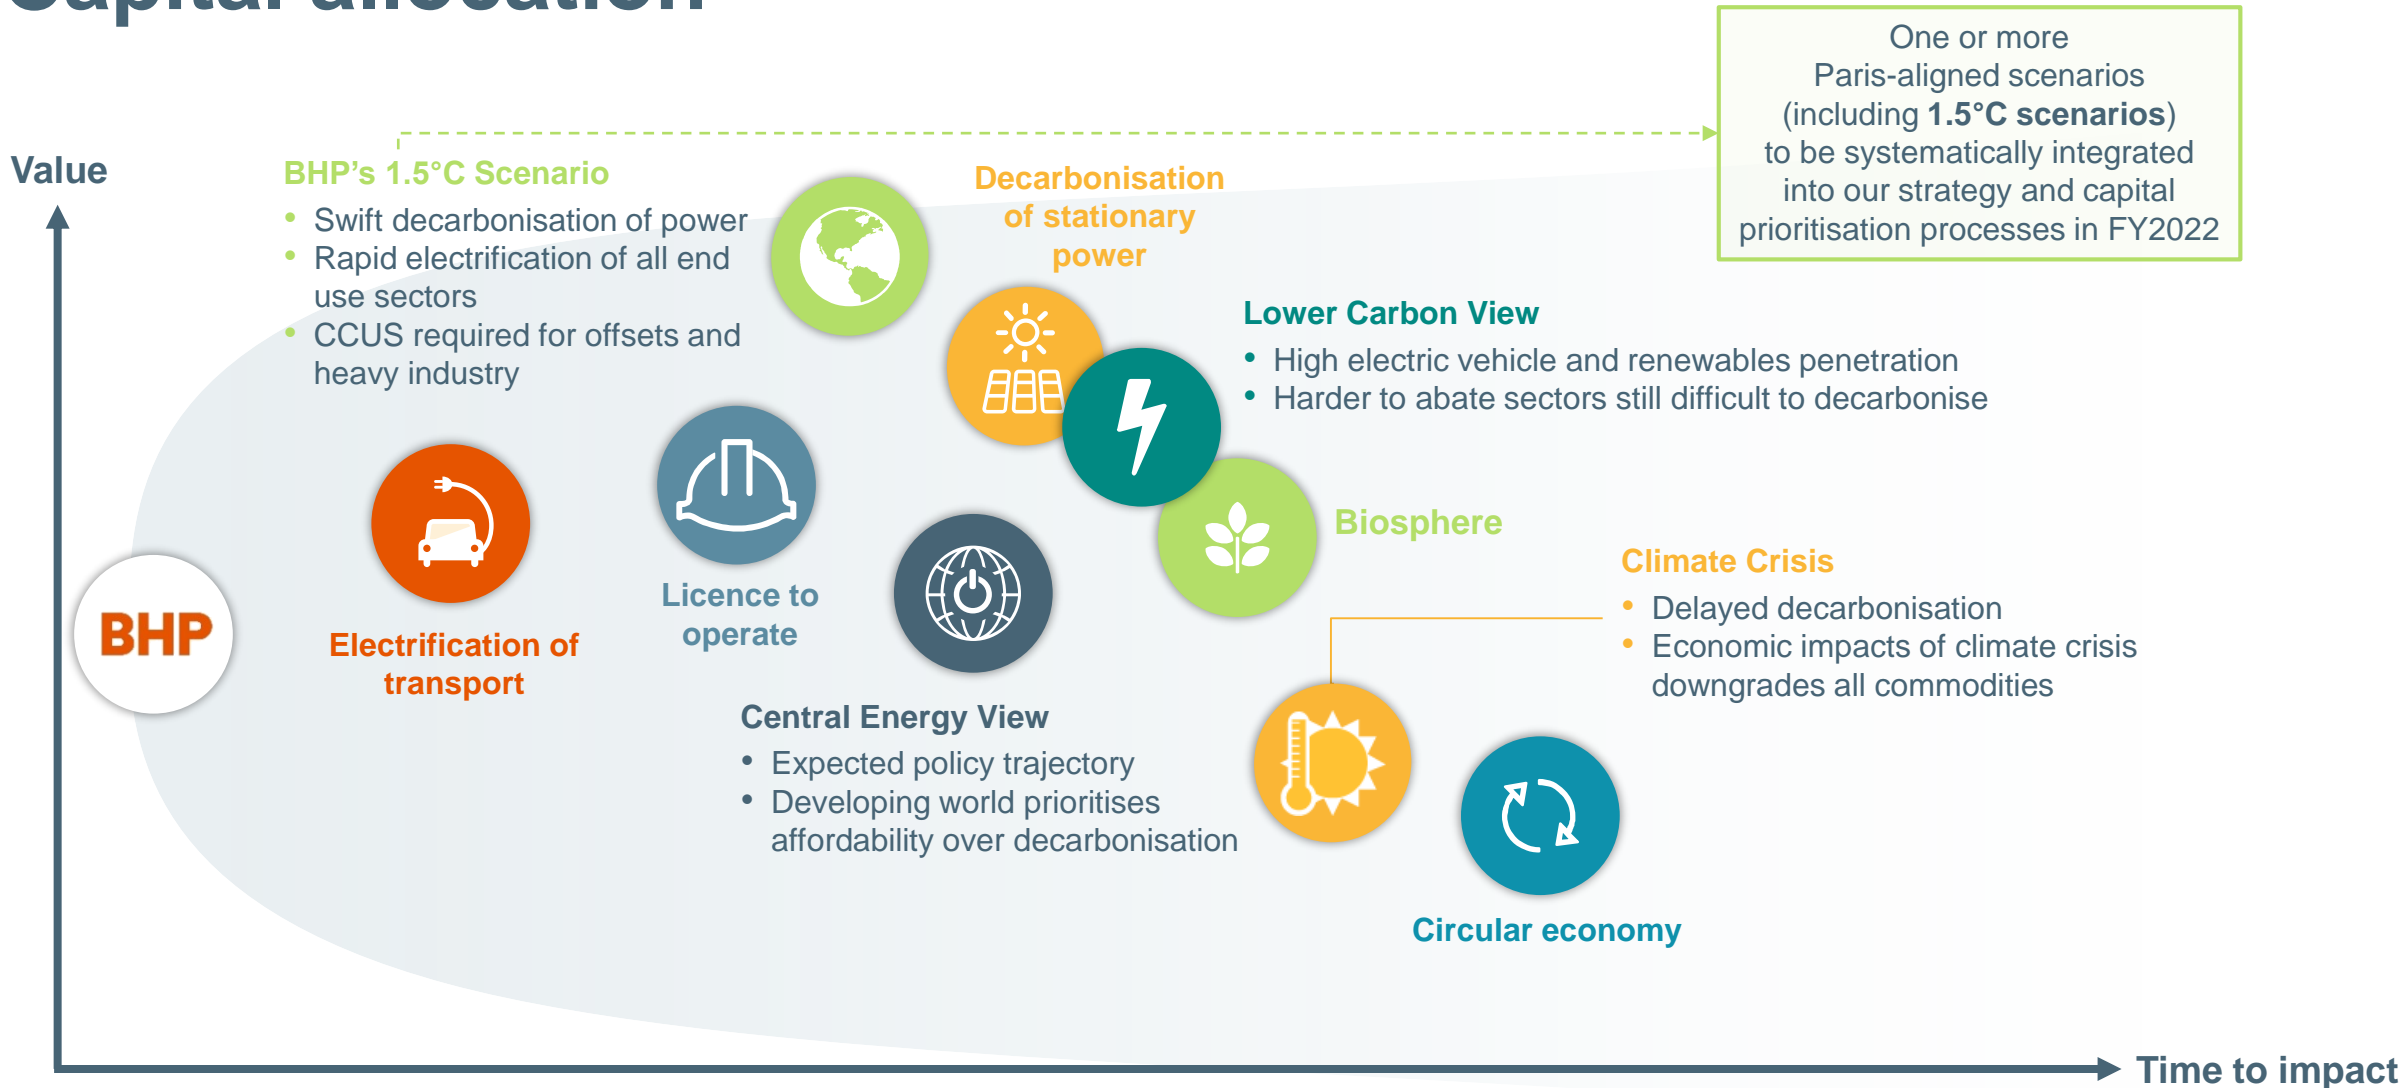 Capital allocation
One or more
Paris-aligned scenarios
(including 1.5°C scenarios)
to be systematically integrated
into our strategy and capital
prioritisation processes in FY2022
Value
BHP's 1.5°C Scenario
• Swift decarbonisation of power
• Rapid electrification of all end
use sectors
• CCUS required for offsets and
heavy industry
Decarbonisation
of stationary
power
Lower Carbon View
• High electric vehicle and renewables penetration
• Harder to abate sectors still difficult to decarbonise
Biosphere
Climate Crisis
• Delayed decarbonisation
• Economic impacts of climate crisis
downgrades all commodities
BHP
Electrification of
transport
Licence to
operate
Central Energy View
• Expected policy trajectory
• Developing world prioritises
affordability over decarbonisation
Circular economy
Time to impact